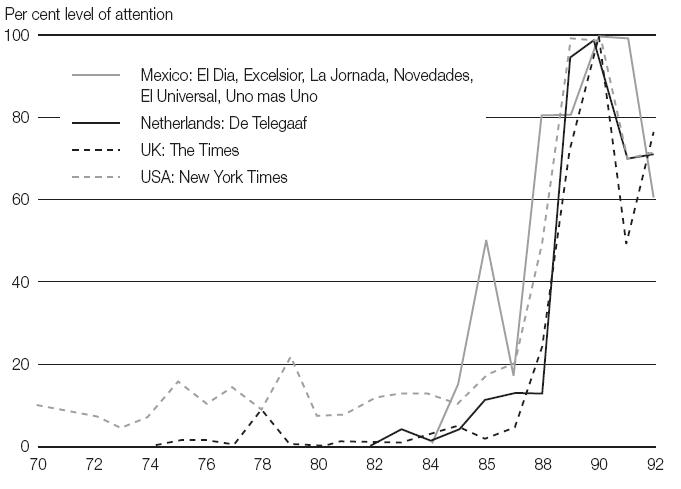 Per cent level of attention
100
Mexico: El Dia, Excelsior, La Jornada, Novedades,
El Universal, Uno mas Uno
80
Netherlands: De Telegaaf
UK: The Times
USA: New York Times
60
40
20
0
70 72 74 76 78 80 82 84 85 88 90 92